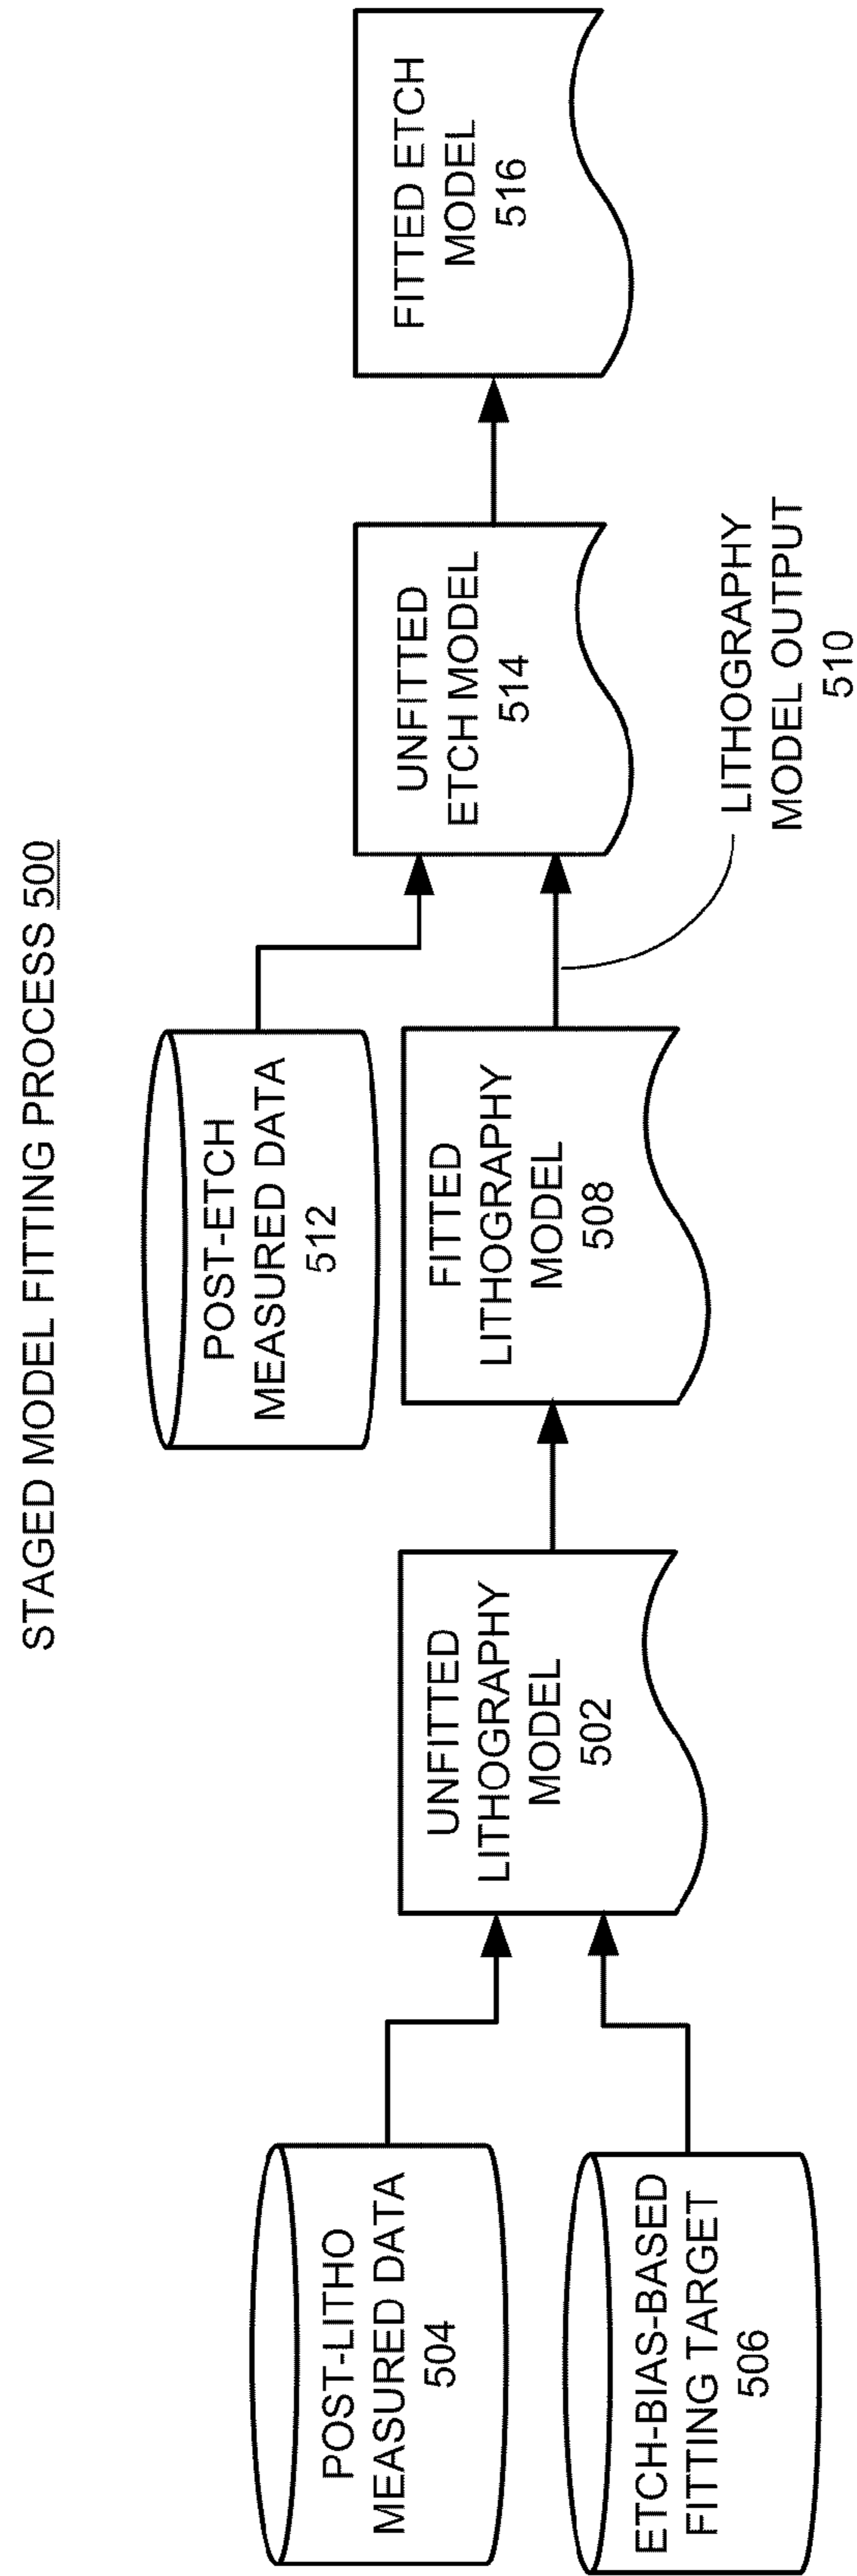 STAGED MODEL FITTING PROCESS 500
POST-LITHO
MEASURED DATA
504
ETCH-BIAS-BASED
FITTING TARGET
506
UNFITTED
LITHOGRAPHY
MODEL
502
POST-ETCH
MEASURED DATA
512
FITTED
LITHOGRAPHY
MODEL
508
LITHOGRAPHY
MODEL OUTPUT
510
UNFITTED
ETCH MODEL
514
FITTED ETCH
MODEL
516